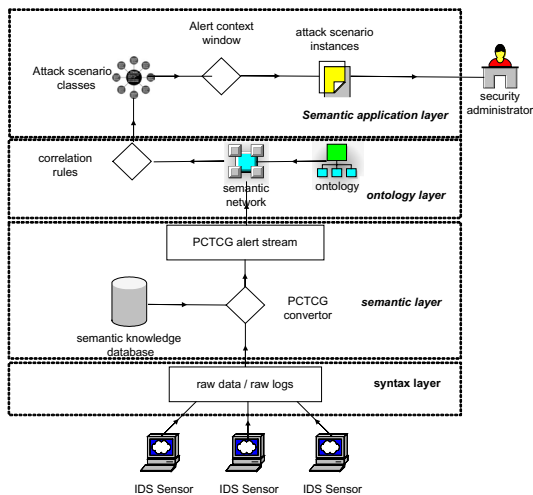 Alert context
window
attack scenario
instances
Attack scenario
classes
security
administrator
Semantic application layer
correlation
rules
semantic
network
ontology
ontology layer
PCTCG alert stream
PCTCG
convertor
semantic layer
semantic knowledge
database
syntax layer
raw data / raw logs
IDS Sensor
IDS Sensor
IDS Sensor